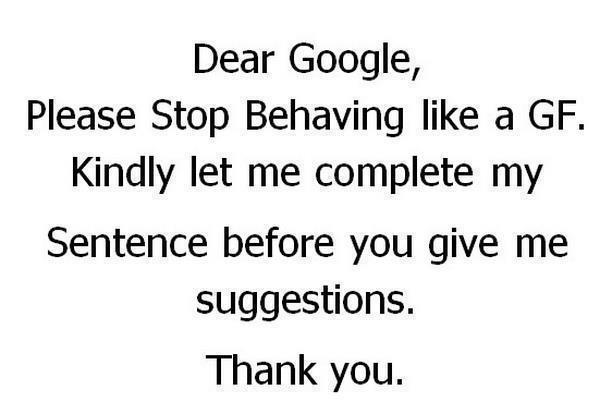 Dear Google,
Please Stop Behaving like a GF.
Kindly let me complete my
Sentence before you give me
suggestions.
Thank you.